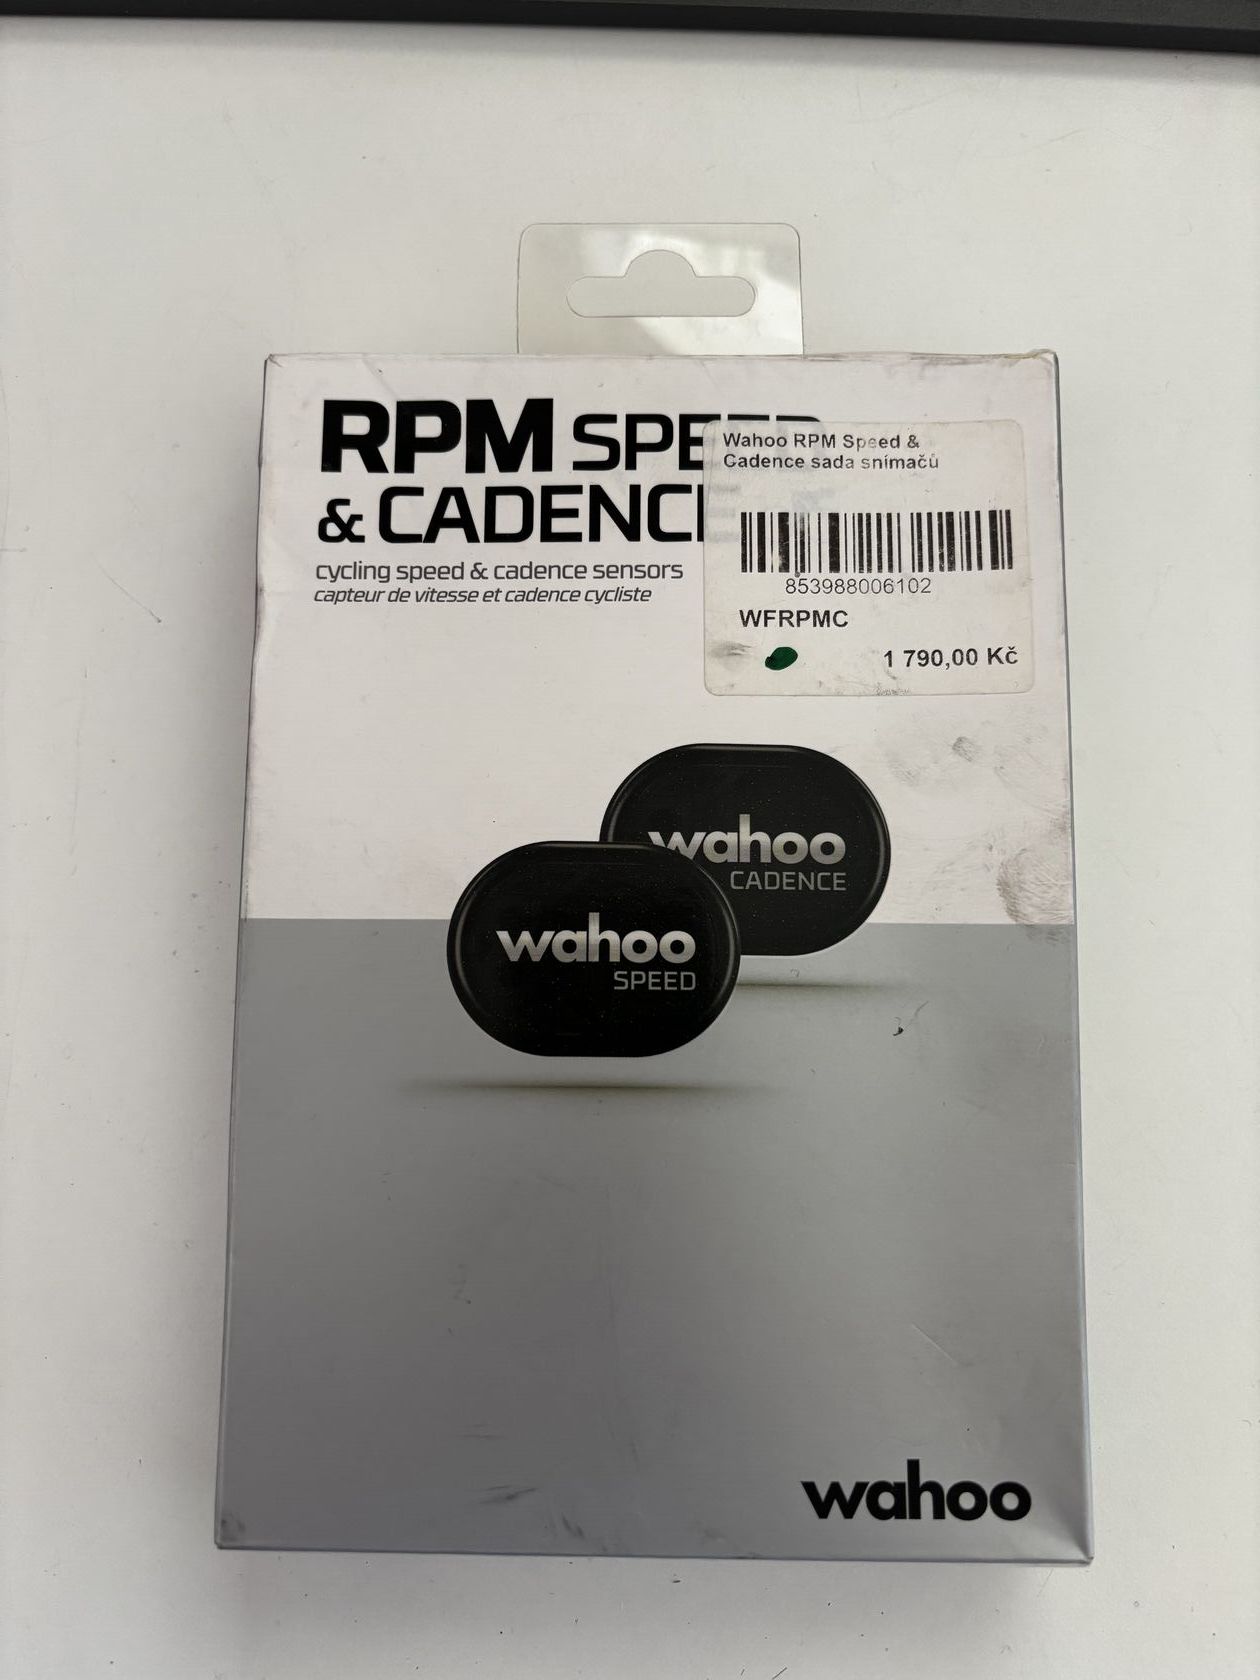 RPM SPEED
& CADENCE
cycling speed & cadence sensors
capteur de vitesse et cadence cycliste
Wahoo RPM Speed &
Cadence sada snímačů
853988006102
WFRPMC
1 790,00 Kč
wahoo
CADENCE
wahoo
SPEED
wahoo